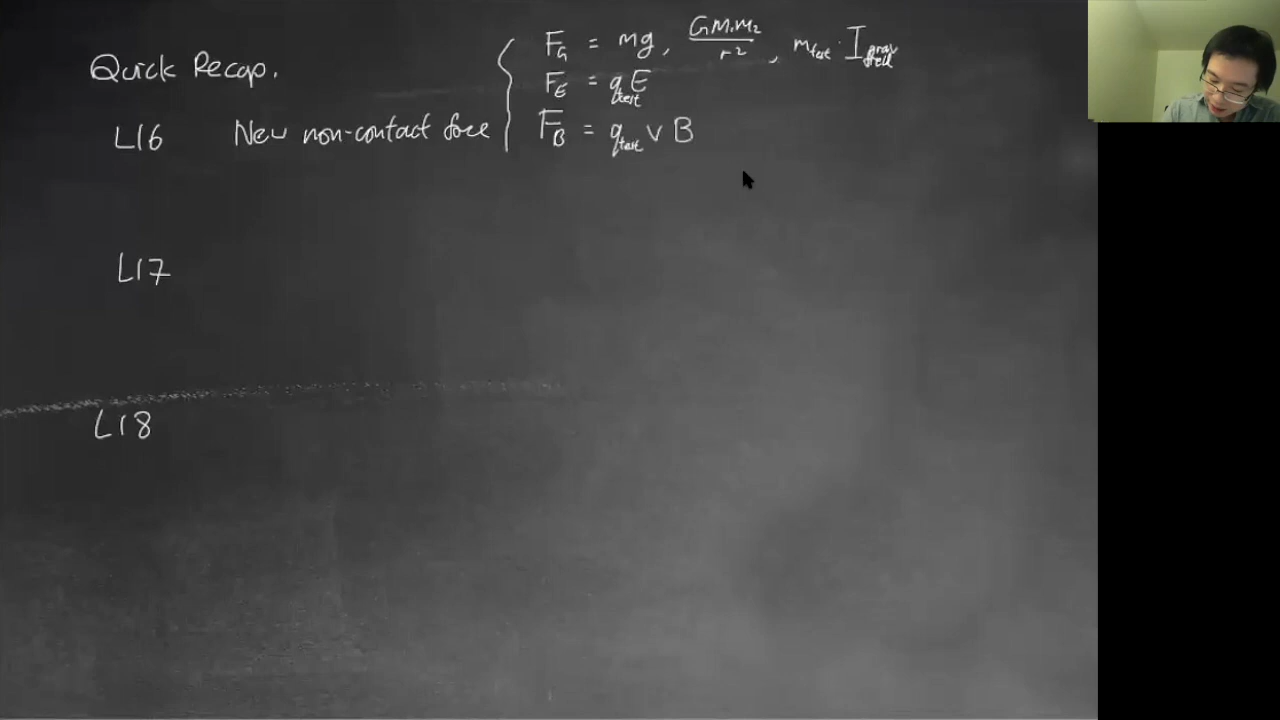 Quick Recap.
F_G = mg, GM₁m₂/r², m_test · I_grav field
F_E = q_test E
L16 New non-contact force F_B = q_test v B
L17
L18